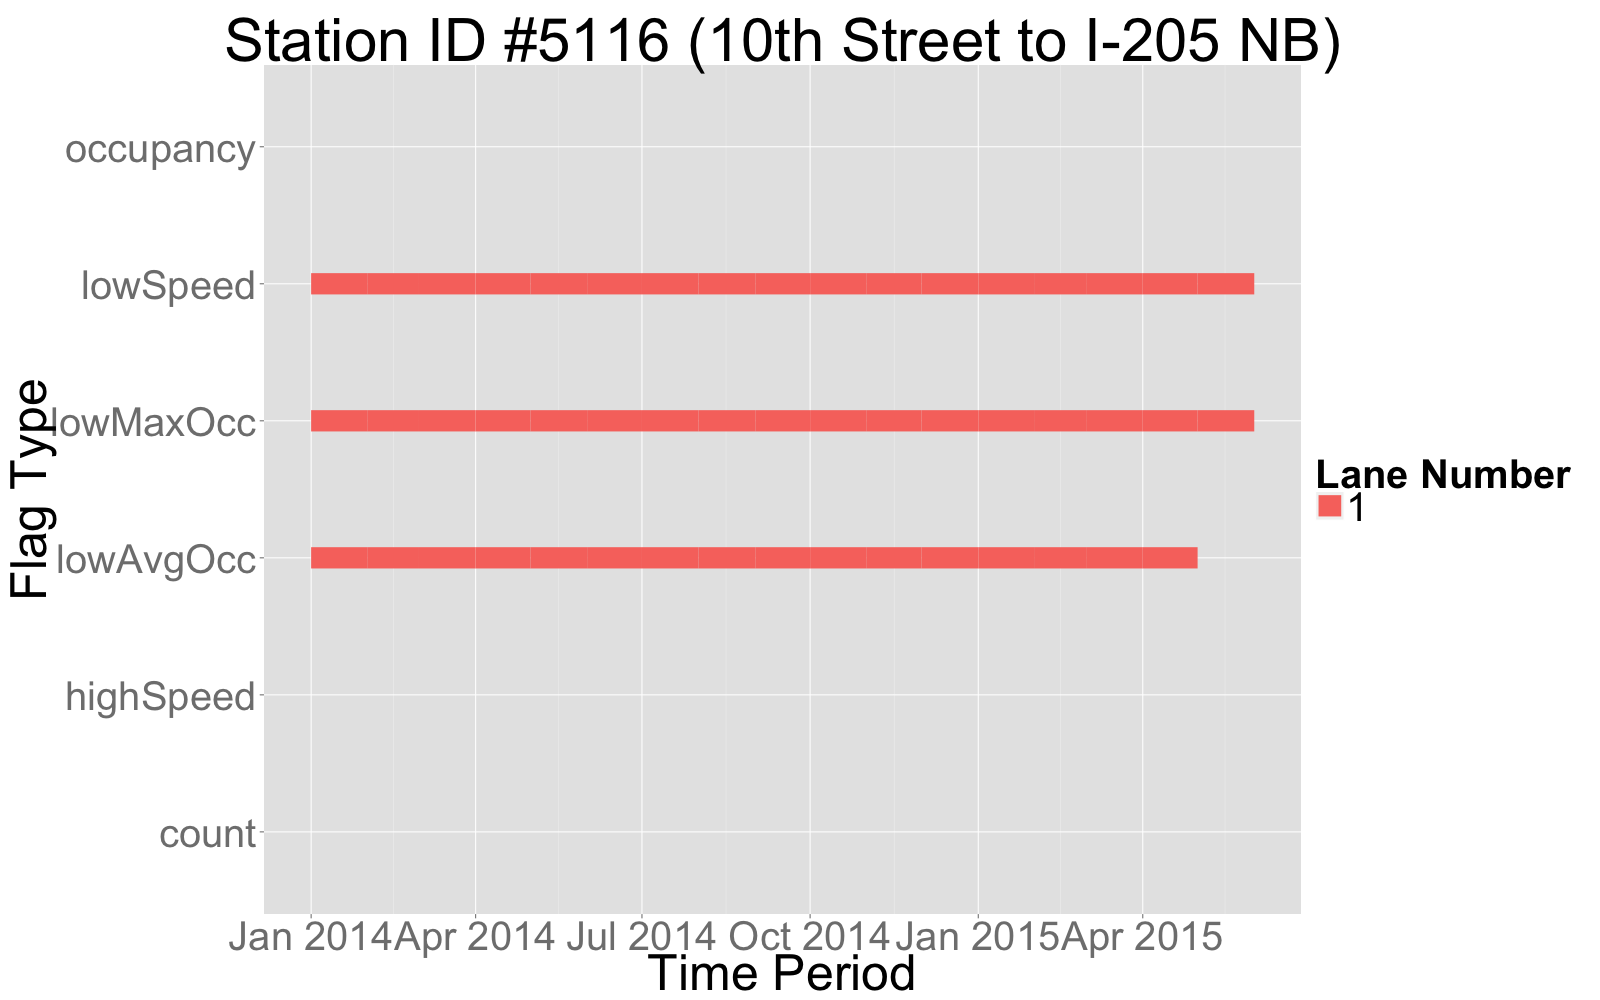 Station ID #5116 (10th Street to I-205 NB)
occupancy
lowSpeed
lowMaxOcc
lowAvgOcc
highSpeed
count
Flag Type
Jan 2014 Apr 2014 Jul 2014 Oct 2014 Jan 2015 Apr 2015
Time Period
Lane Number
1